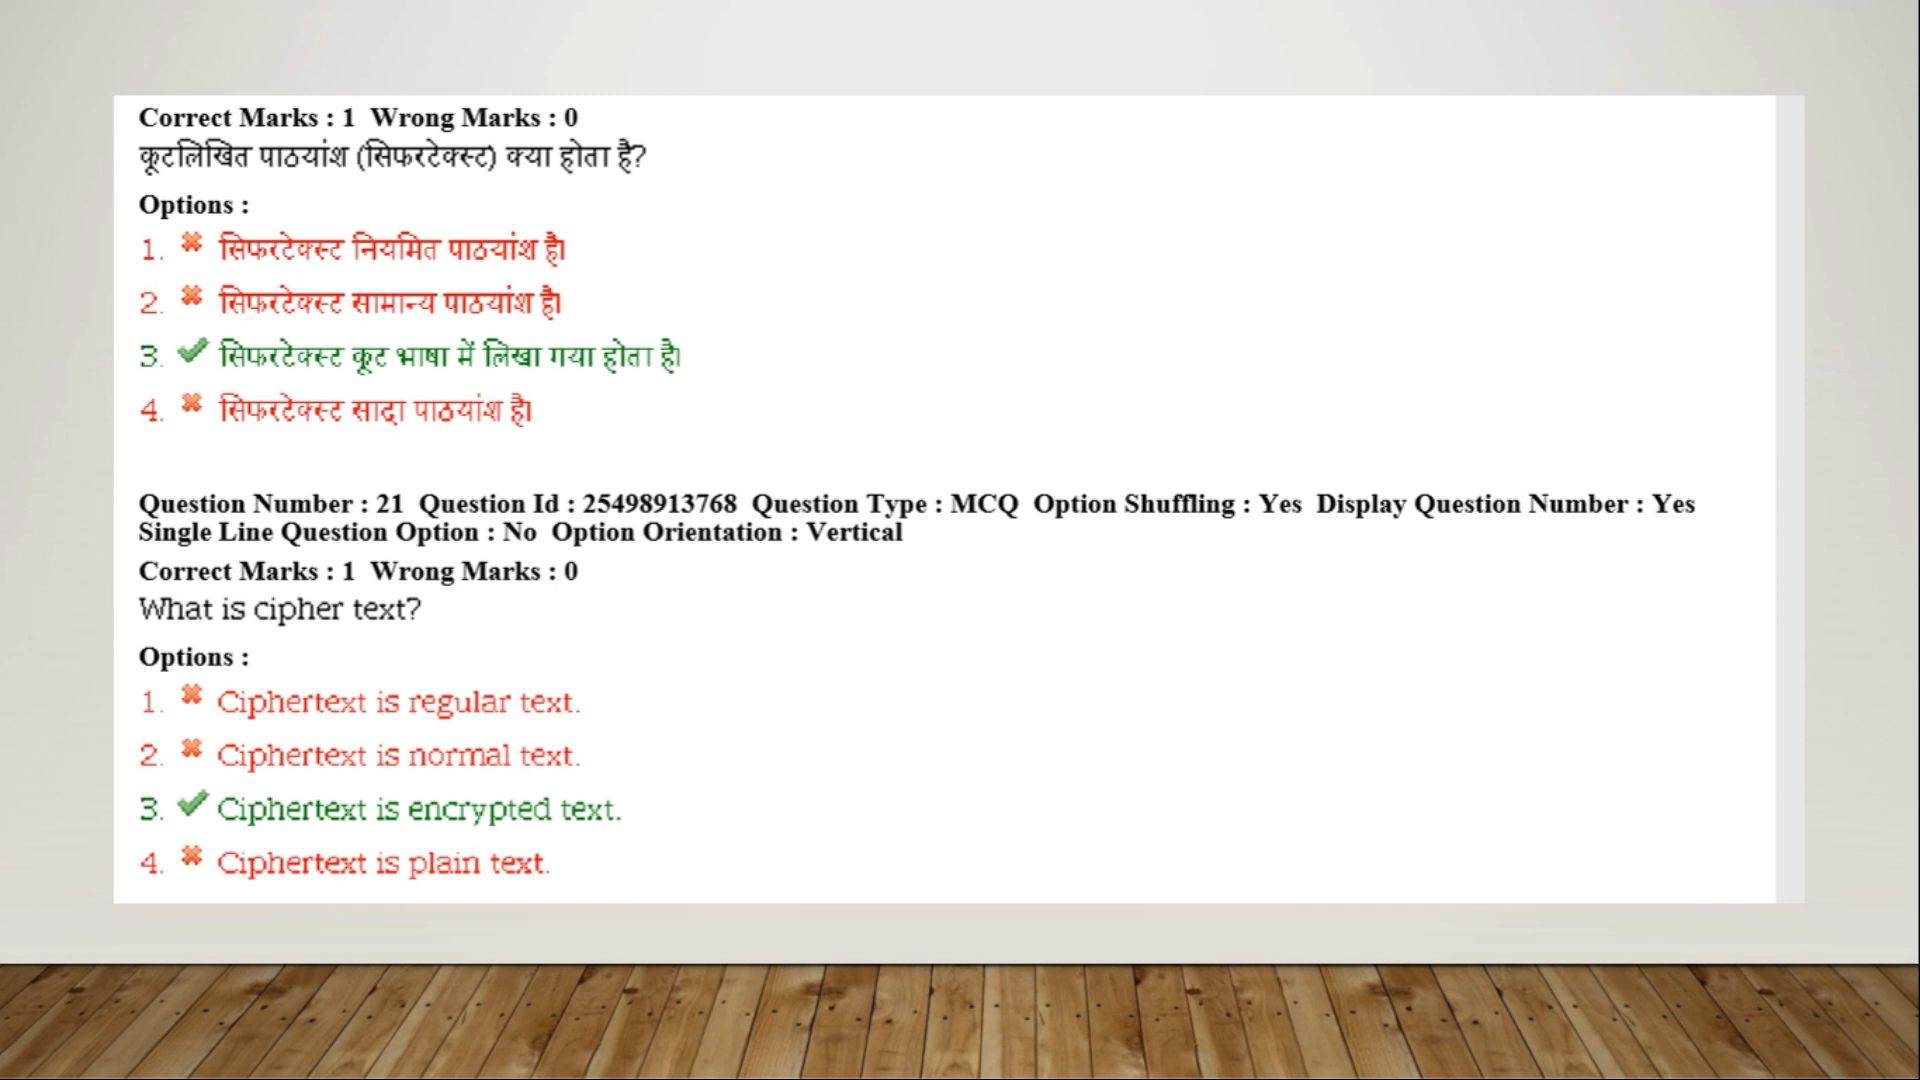 Correct Marks : 1 Wrong Marks : 0
कूटलिखित पाठयांश (सिफरटेक्स्ट) क्या होता है?
Options :
1. सिफरटेक्स्ट नियमित पाठयांश है।
2. सिफरटेक्स्ट सामान्य पाठयांश है।
3. सिफरटेक्स्ट कूट भाषा में लिखा गया होता है।
4. सिफरटेक्स्ट सादा पाठयांश है।
Question Number : 21 Question Id : 25498913768 Question Type : MCQ Option Shuffling : Yes Display Question Number : Yes
Single Line Question Option : No Option Orientation : Vertical
Correct Marks : 1 Wrong Marks : 0
What is cipher text?
Options :
1. Ciphertext is regular text.
2. Ciphertext is normal text.
3. Ciphertext is encrypted text.
4. Ciphertext is plain text.